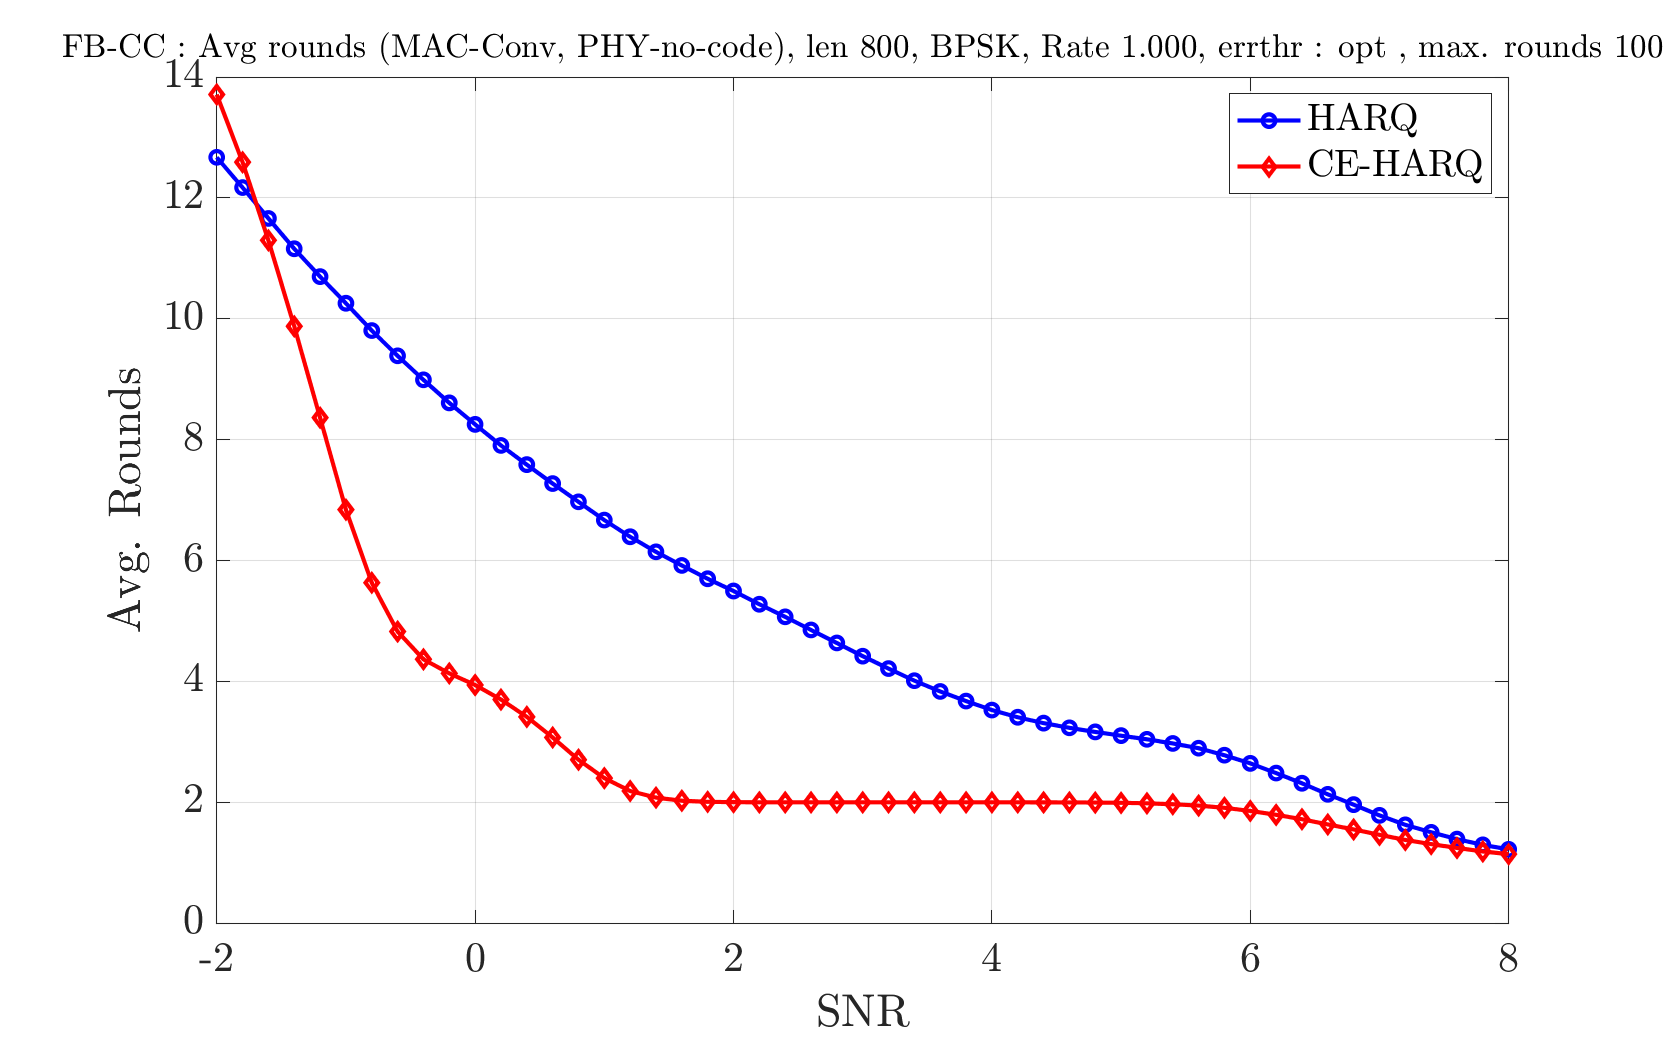 FB-CC : Avg rounds (MAC-Conv, PHY-no-code), len 800, BPSK, Rate 1.000, errthr : opt , max. rounds 100
HARQ
CE-HARQ
Avg. Rounds
14
12
10
8
6
4
2
0
-2 0 2 4 6 8
SNR